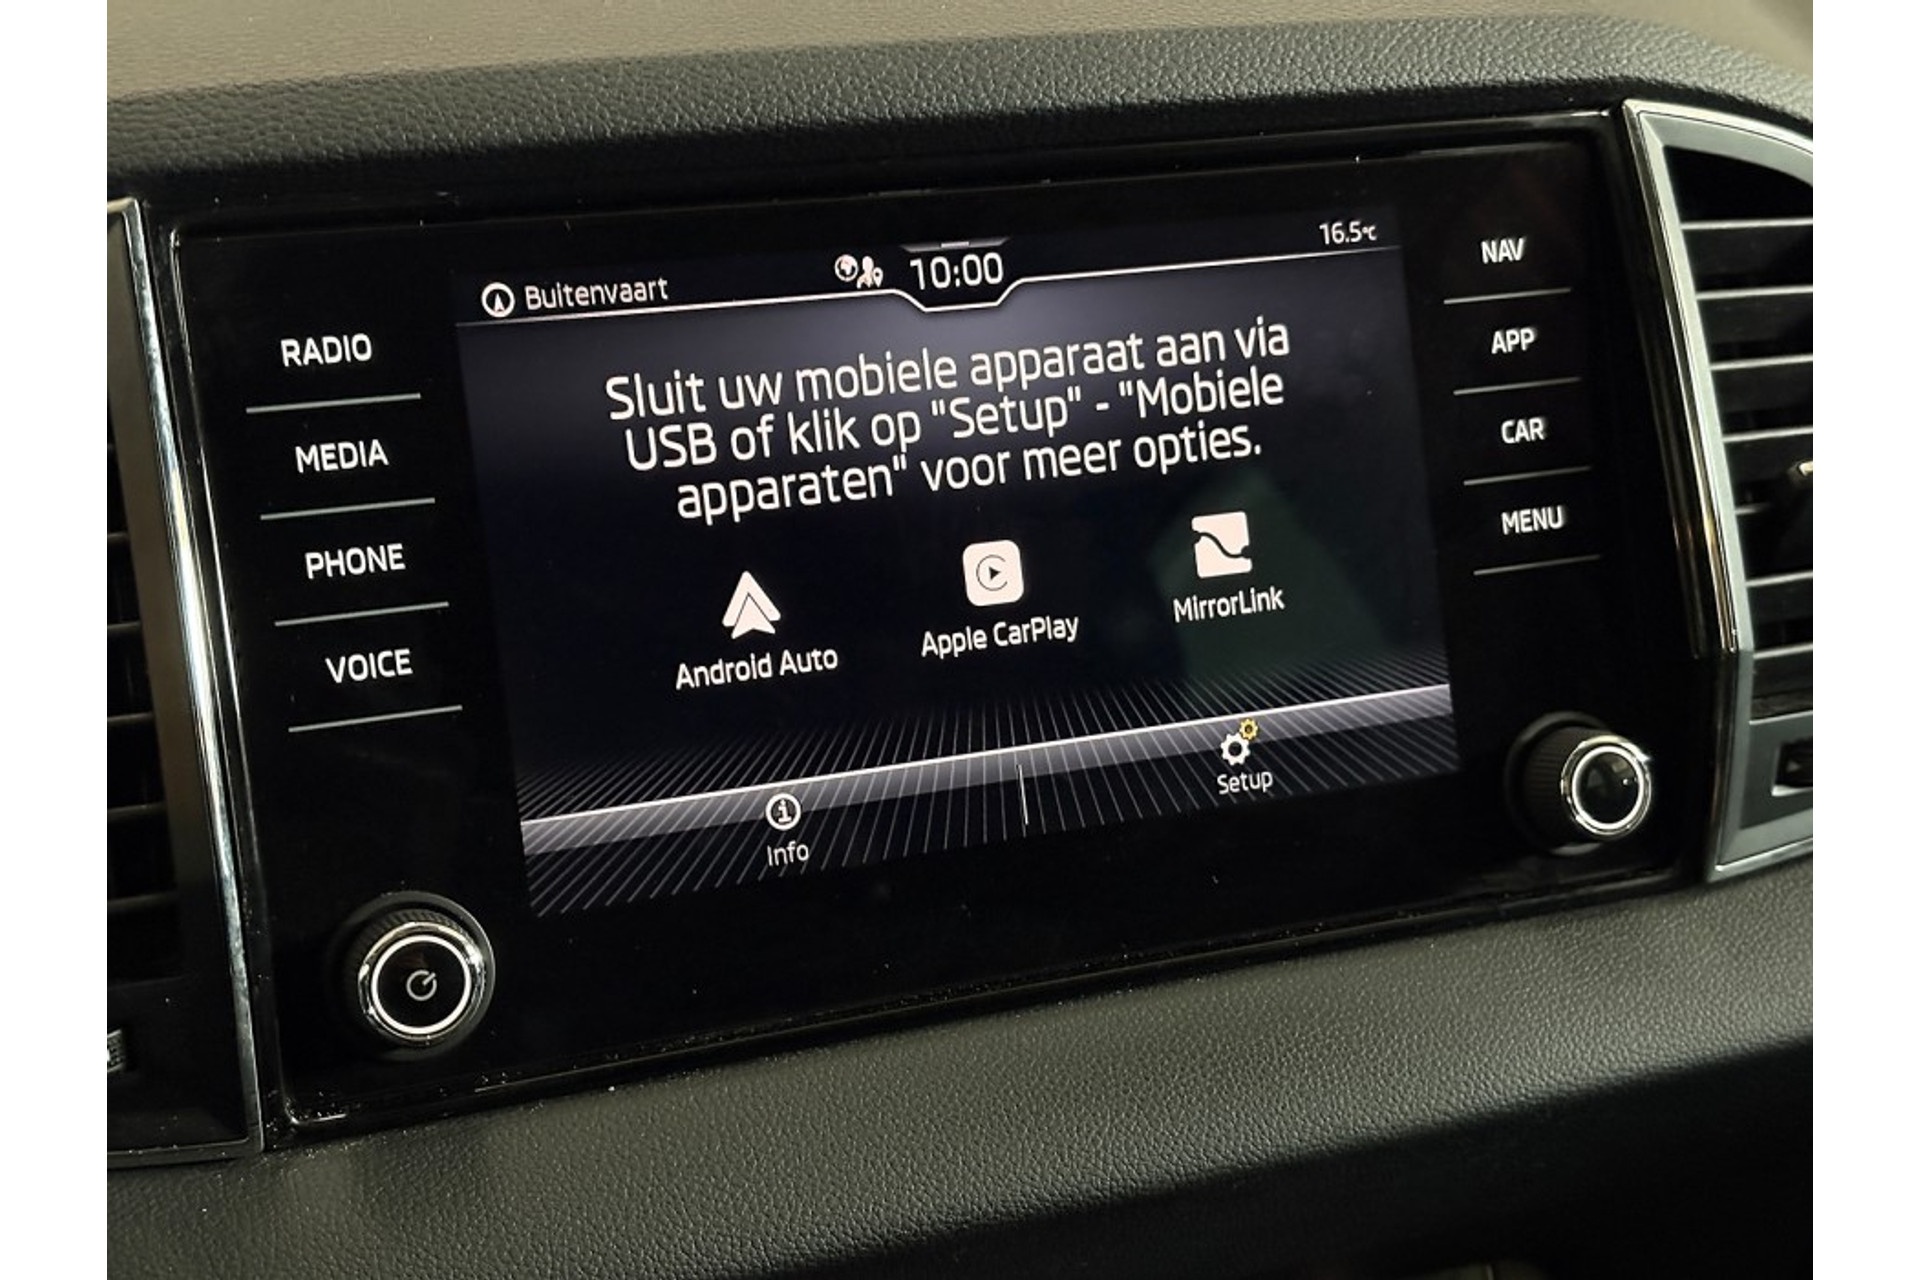 Buitenvaart
10:00
16.5°C
Sluit uw mobiele apparaat aan via
USB of klik op "Setup" - "Mobiele
apparaten" voor meer opties.
Android Auto
Apple CarPlay
MirrorLink
Info
Setup
RADIO
MEDIA
PHONE
VOICE
NAV
APP
CAR
MENU